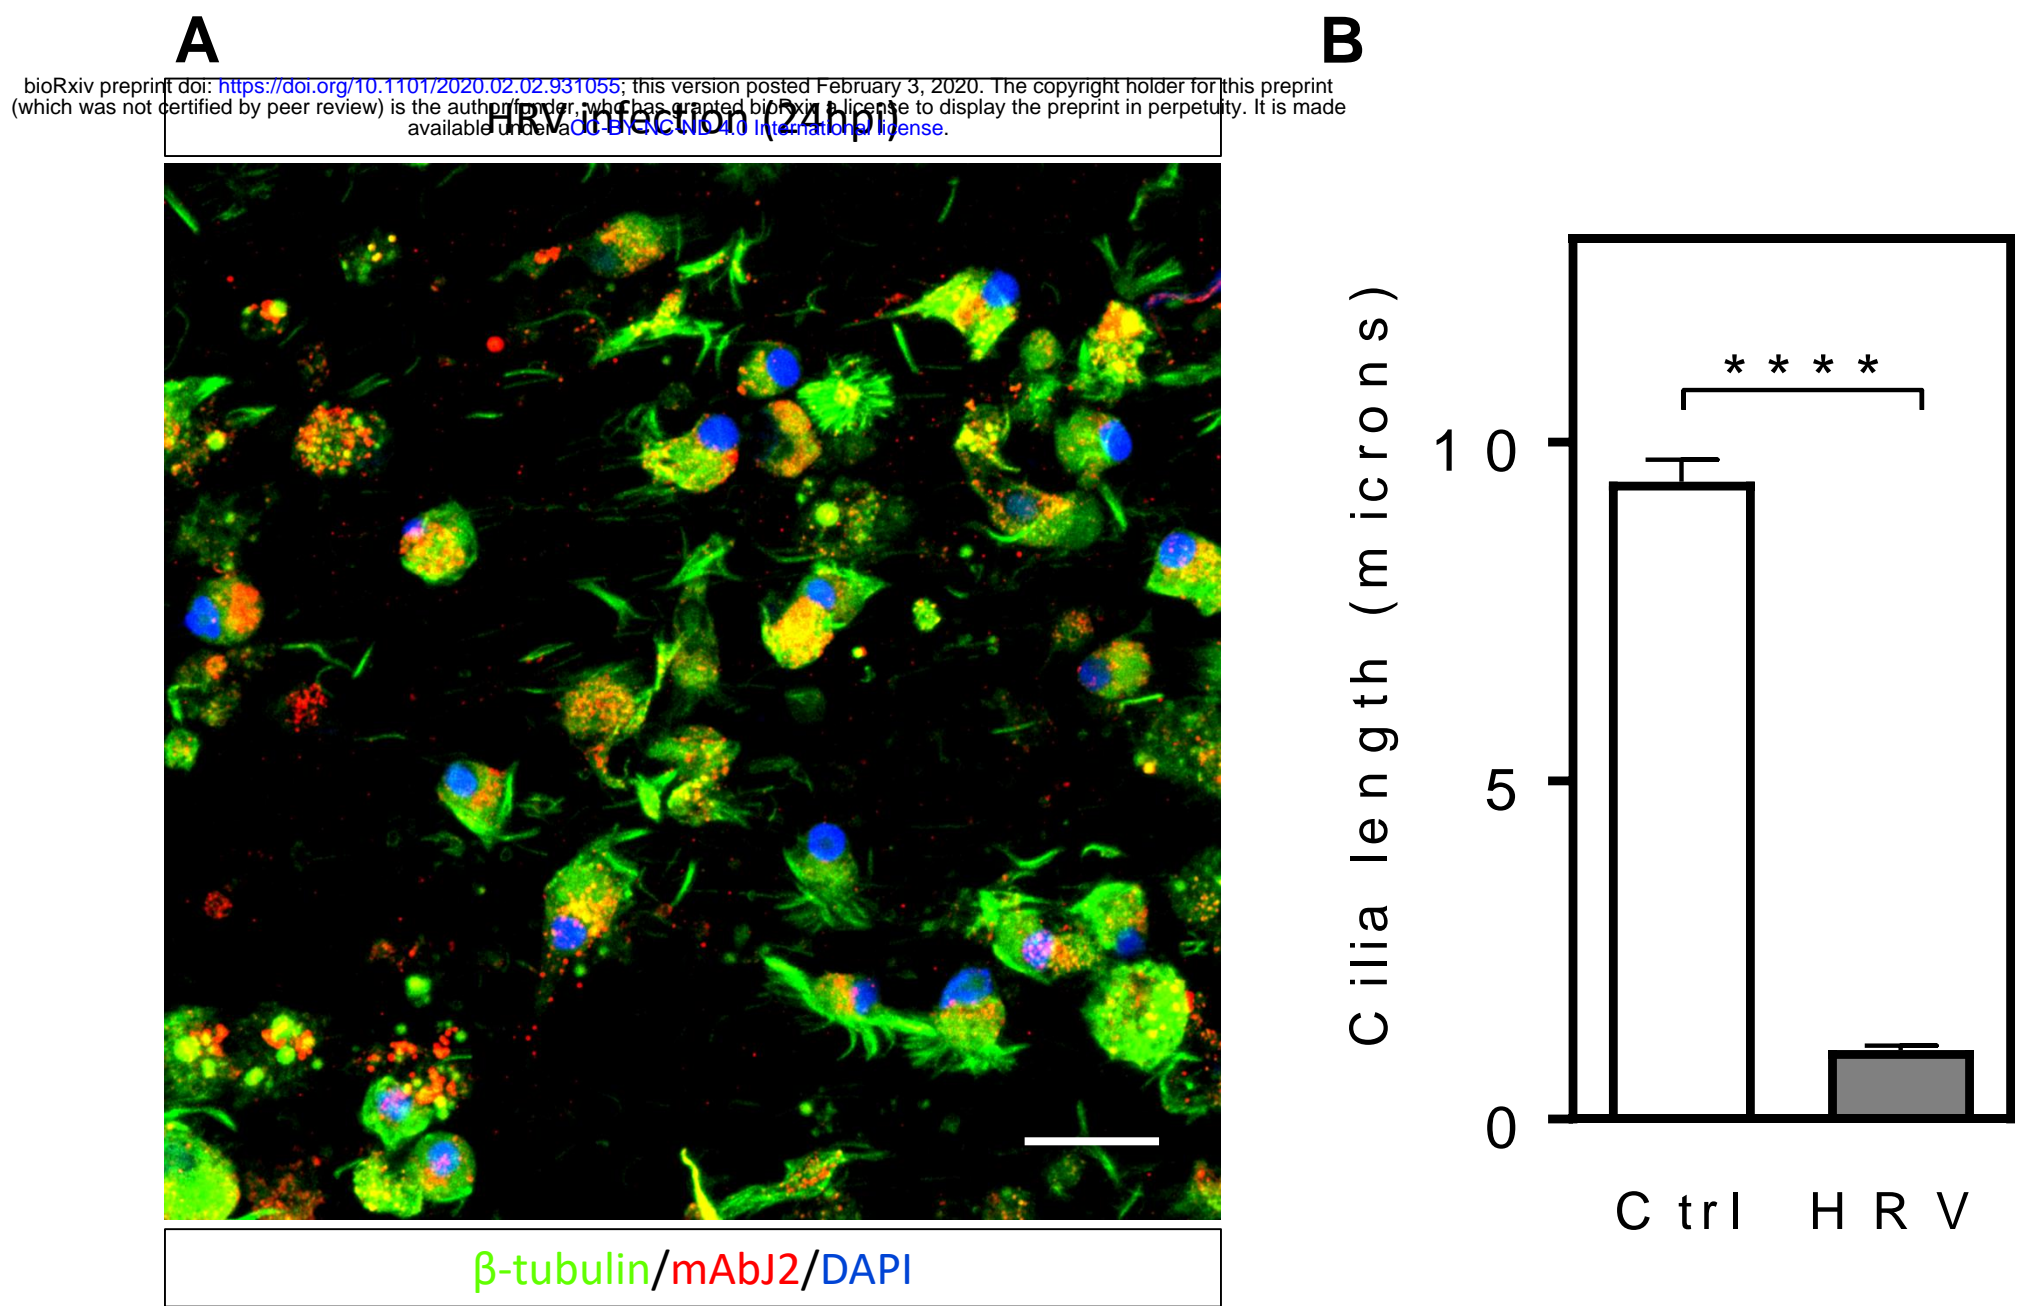 A
B
bioRxiv preprint doi: https://doi.org/10.1101/2020.02.02.931055; this version posted February 3, 2020. The copyright holder for this preprint
(which was not certified by peer review) is the author/funder, who has granted bioRxiv a license to display the preprint in perpetuity. It is made
available under aCC-BY-NC-ND 4.0 International license.
HRV infection (24hpi)
β-tubulin/mAbJ2/DAPI
Cilia length (microns)
****
10
5
0
Ctrl HRV